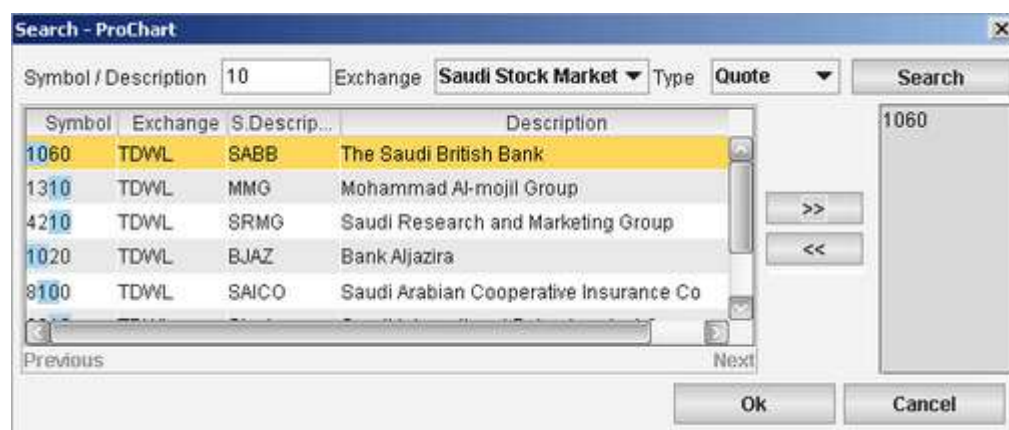 Search - ProChart
Symbol / Description 10 Exchange Saudi Stock Market Type Quote Search
Symbol Exchange S.Descrip... Description
1060 TDWL SABB The Saudi British Bank
1310 TDWL MMG Mohammad Al-mojil Group
4210 TDWL SRMG Saudi Research and Marketing Group
1020 TDWL BJAZ Bank Aljazira
8100 TDWL SAICO Saudi Arabian Cooperative Insurance Co
1060
>>
<<
Previous Next
Ok Cancel